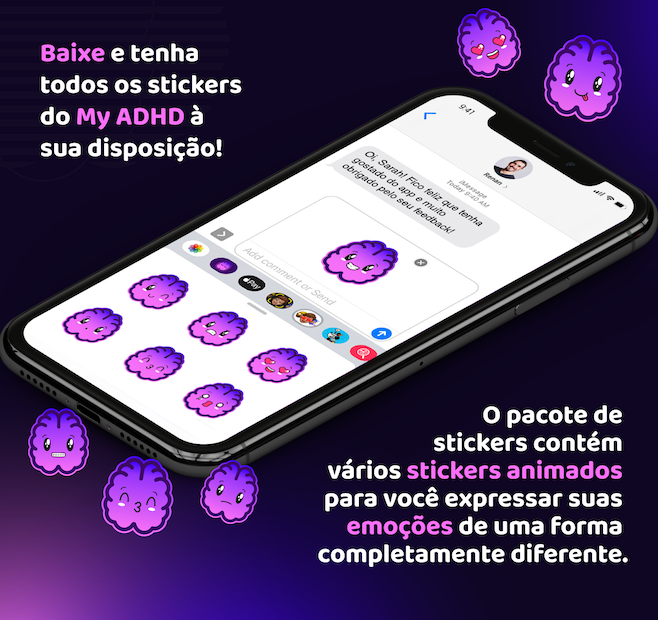 Baixe e tenha
todos os stickers
do My ADHD à
sua disposição!
9:41
Renan
iMessage
Today 9:40 AM
Oi, Sarah! Fico feliz que tenha
gostado do app e muito
obrigado pelo seu feedback!
Add comment or Send
Pay
O pacote de
stickers contém
vários stickers animados
para você expressar suas
emoções de uma forma
completamente diferente.